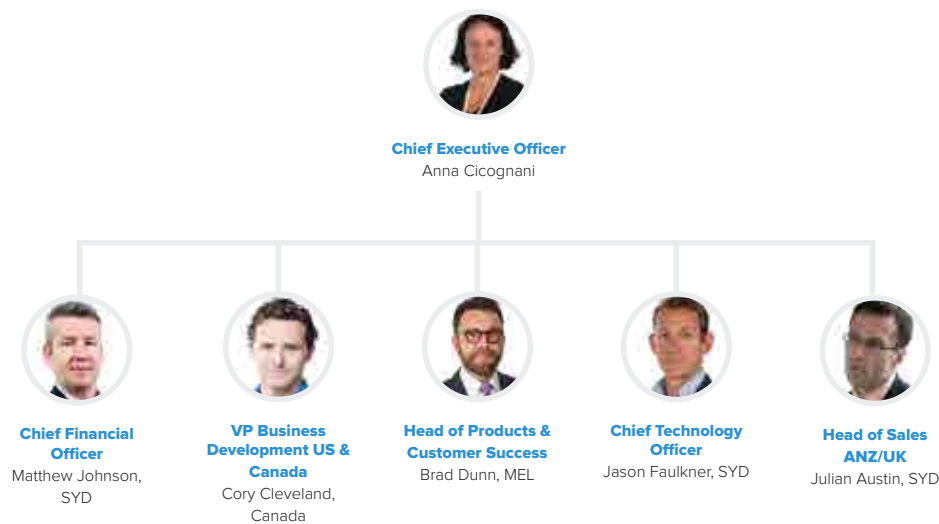 Chief Executive Officer
Anna Cicognani
Chief Financial
Officer
Matthew Johnson,
SYD
VP Business
Development US &
Canada
Cory Cleveland,
Canada
Head of Products &
Customer Success
Brad Dunn, MEL
Chief Technology
Officer
Jason Faulkner, SYD
Head of Sales
ANZ/UK
Julian Austin, SYD